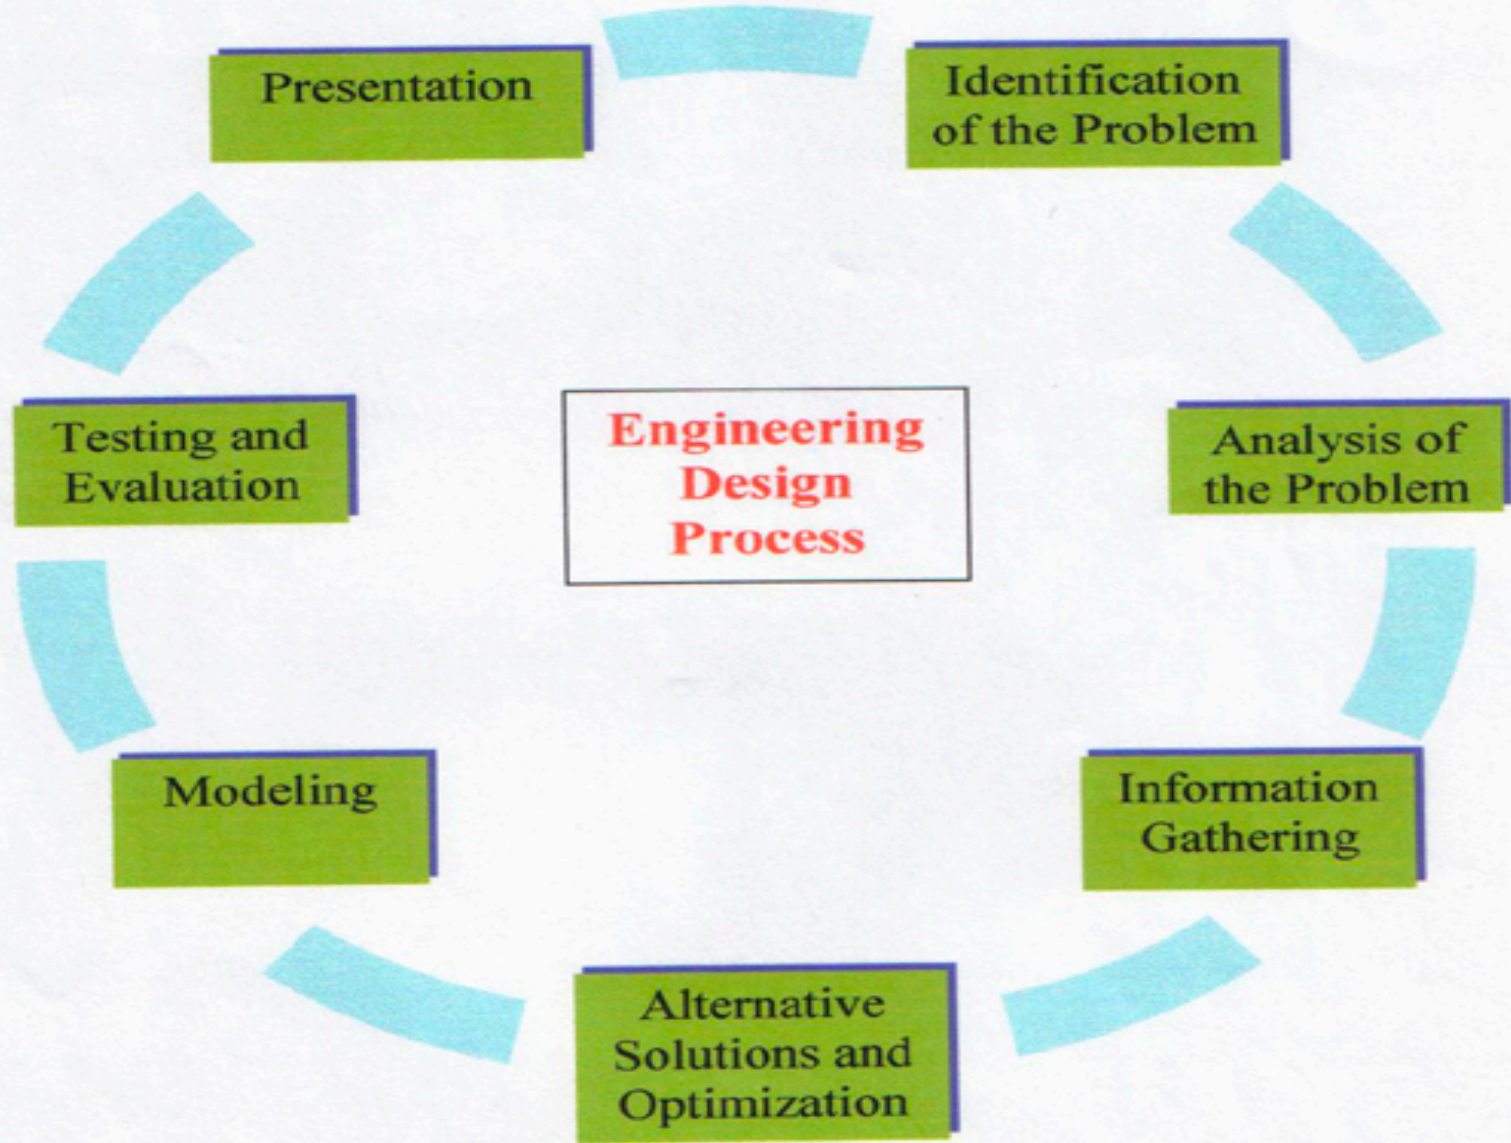 Presentation
Identification
of the Problem
Testing and
Evaluation
Engineering
Design
Process
Analysis of
the Problem
Modeling
Information
Gathering
Alternative
Solutions and
Optimization